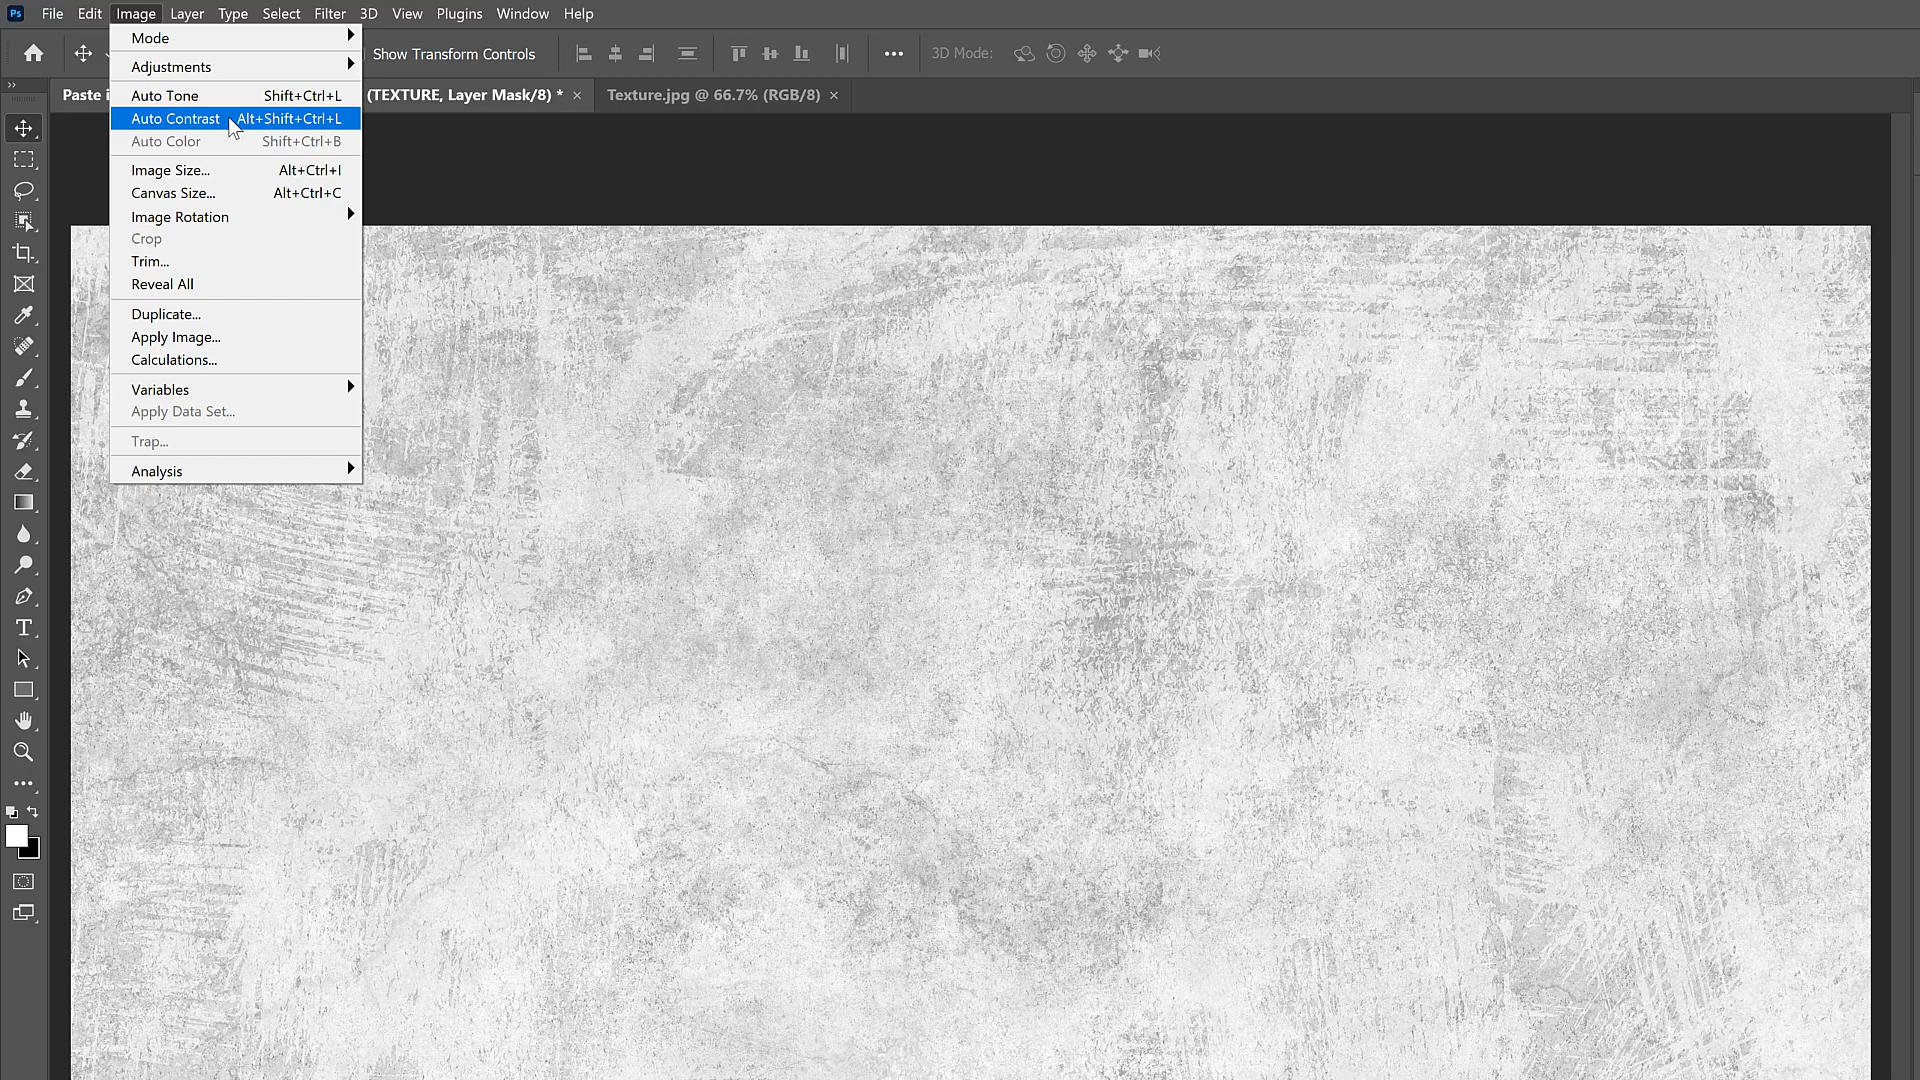 Ps File Edit Image Layer Type Select Filter 3D View Plugins Window Help
Show Transform Controls 3D Mode:
Paste i (TEXTURE, Layer Mask/8) * × Texture.jpg @ 66.7% (RGB/8) ×
Mode
Adjustments
Auto Tone Shift+Ctrl+L
Auto Contrast Alt+Shift+Ctrl+L
Auto Color Shift+Ctrl+B
Image Size... Alt+Ctrl+I
Canvas Size... Alt+Ctrl+C
Image Rotation
Crop
Trim...
Reveal All
Duplicate...
Apply Image...
Calculations...
Variables
Apply Data Set...
Trap...
Analysis